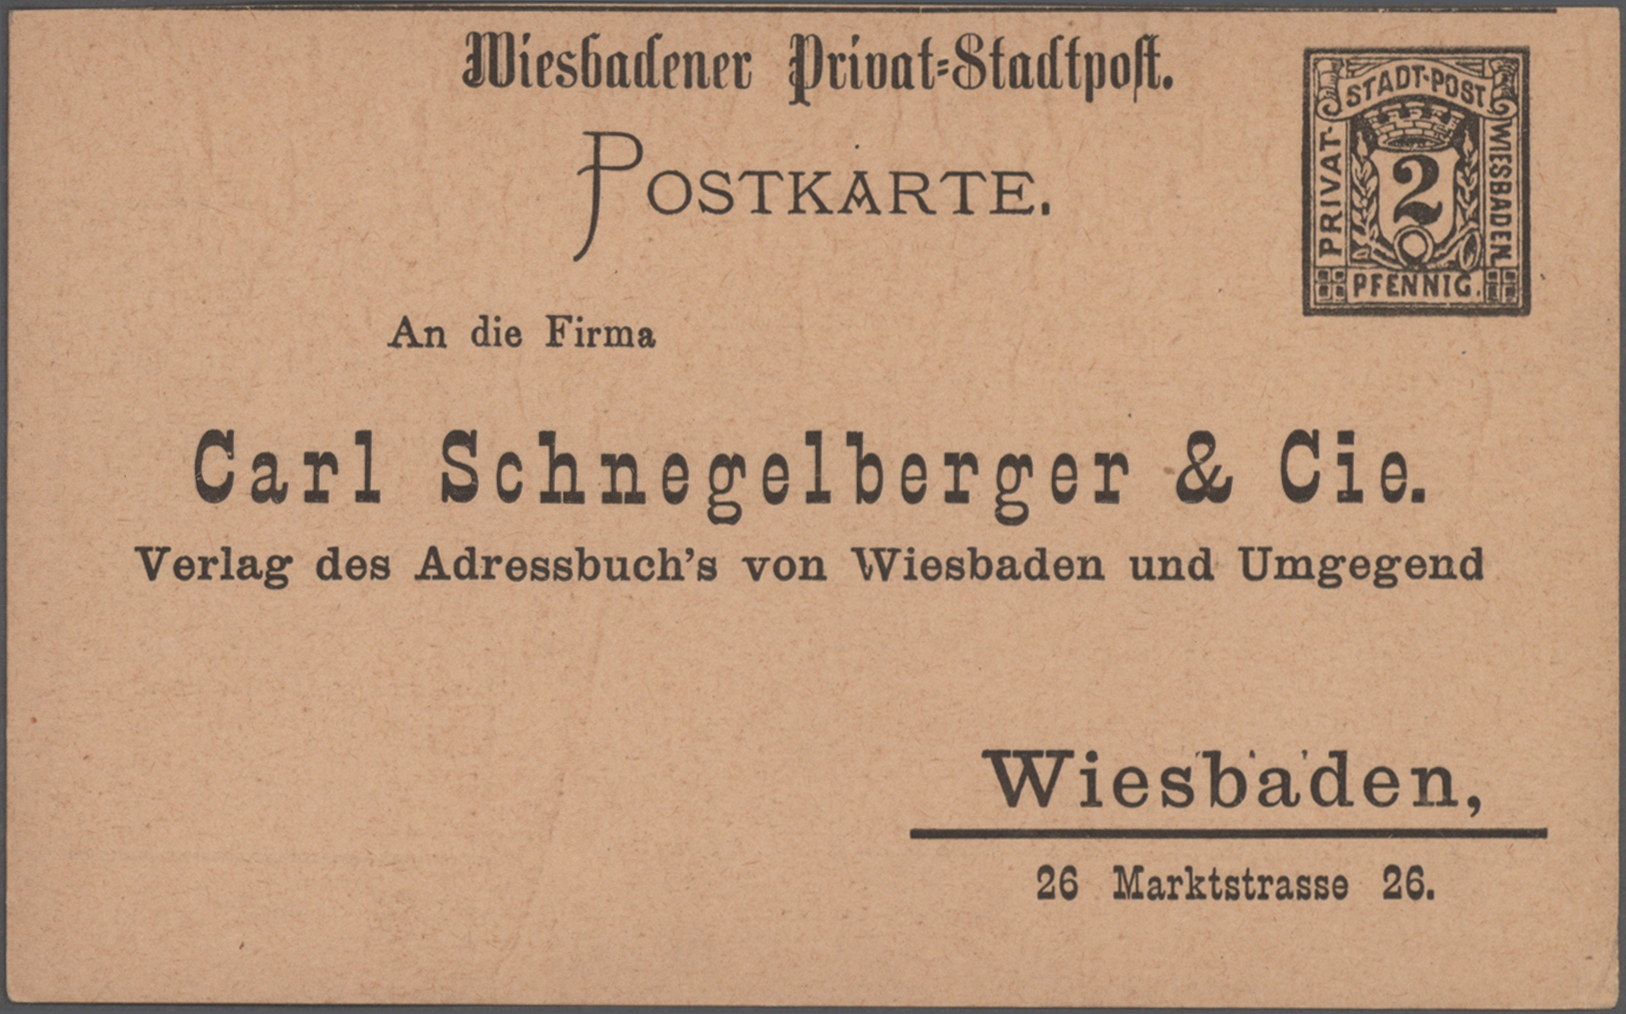 Wiesbadener Privat-Stadtpost.
POSTKARTE.
STADT-POST.
PRIVAT-
WIESBADEN
2
PFENNIG.
An die Firma
Carl Schnegelberger & Cie.
Verlag des Adressbuch's von Wiesbaden und Umgegend
Wiesbaden,
26 Marktstrasse 26.